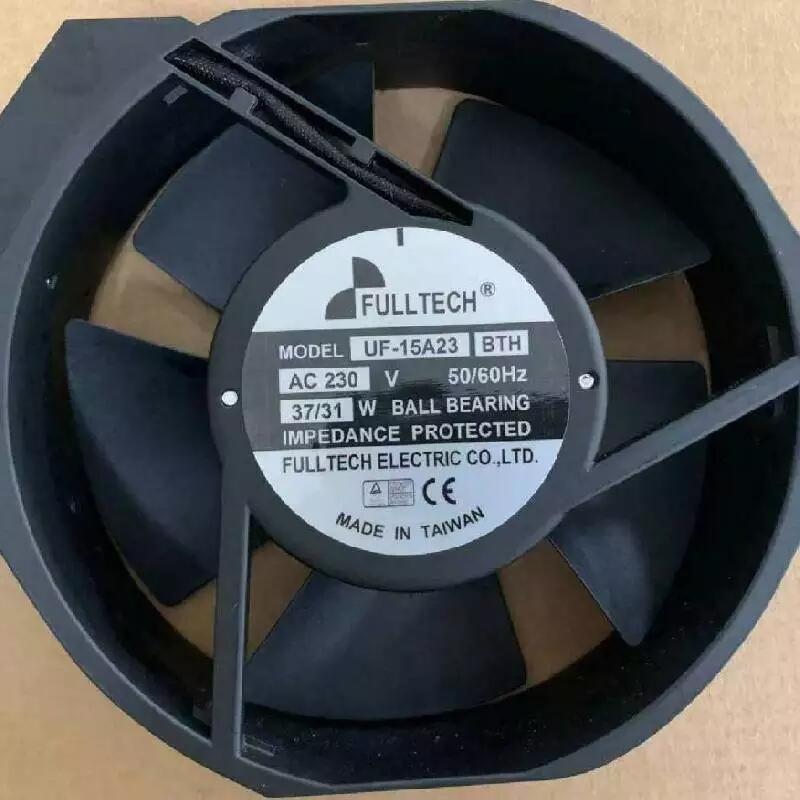 FULLTECH®
MODEL UF-15A23 BTH
AC 230 V 50/60Hz
37/31 W BALL BEARING
IMPEDANCE PROTECTED
FULLTECH ELECTRIC CO.,LTD.
CE
MADE IN TAIWAN